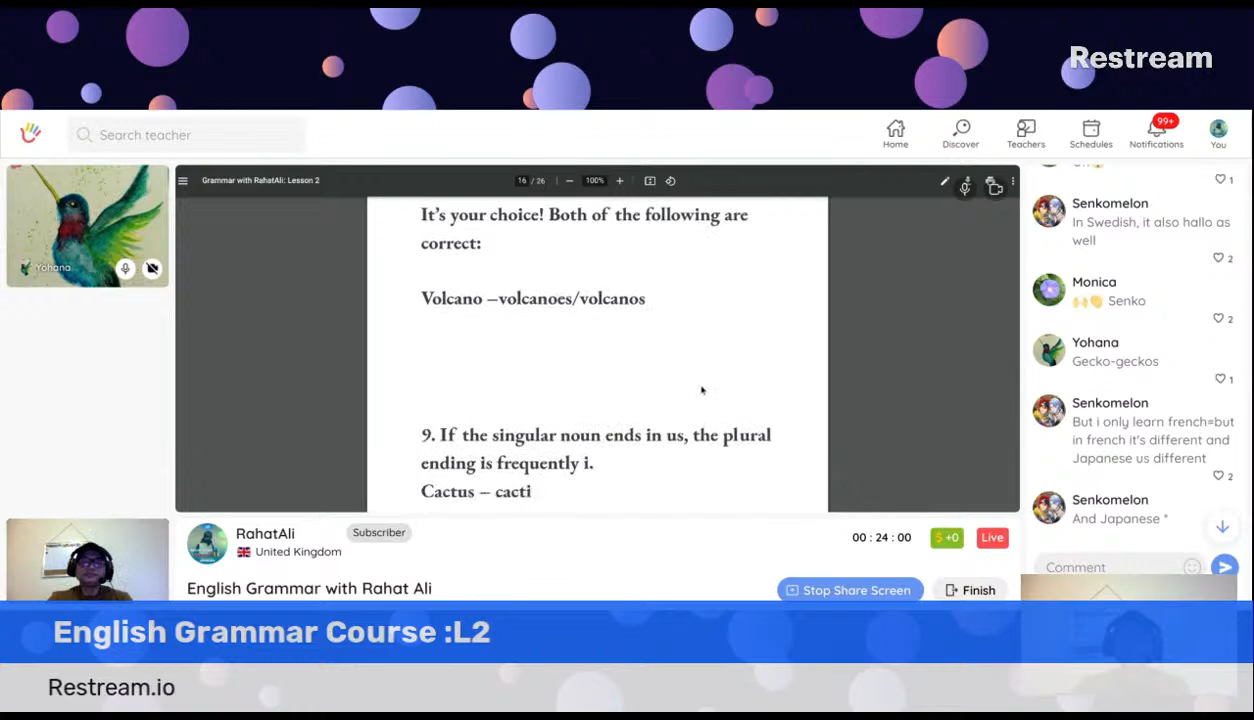 Restream
Search teacher
Home
Discover
Teachers
Schedules
99+
Notifications
You
Grammar with RahatAli: Lesson 2
16 / 26
100%
It's your choice! Both of the following are
correct:
Volcano –volcanoes/volcanos
9. If the singular noun ends in us, the plural
ending is frequently i.
Cactus – cacti
Yohana
1
Senkomelon
In Swedish, it also hallo as
well
2
Monica
Senko
2
Yohana
Gecko-geckos
1
Senkomelon
But i only learn french=but
in french it's different and
Japanese us different
2
Senkomelon
And Japanese *
Comment
RahatAli
Subscriber
United Kingdom
00 : 24 : 00
$ +0
Live
English Grammar with Rahat Ali
Stop Share Screen
Finish
English Grammar Course :L2
Restream.io